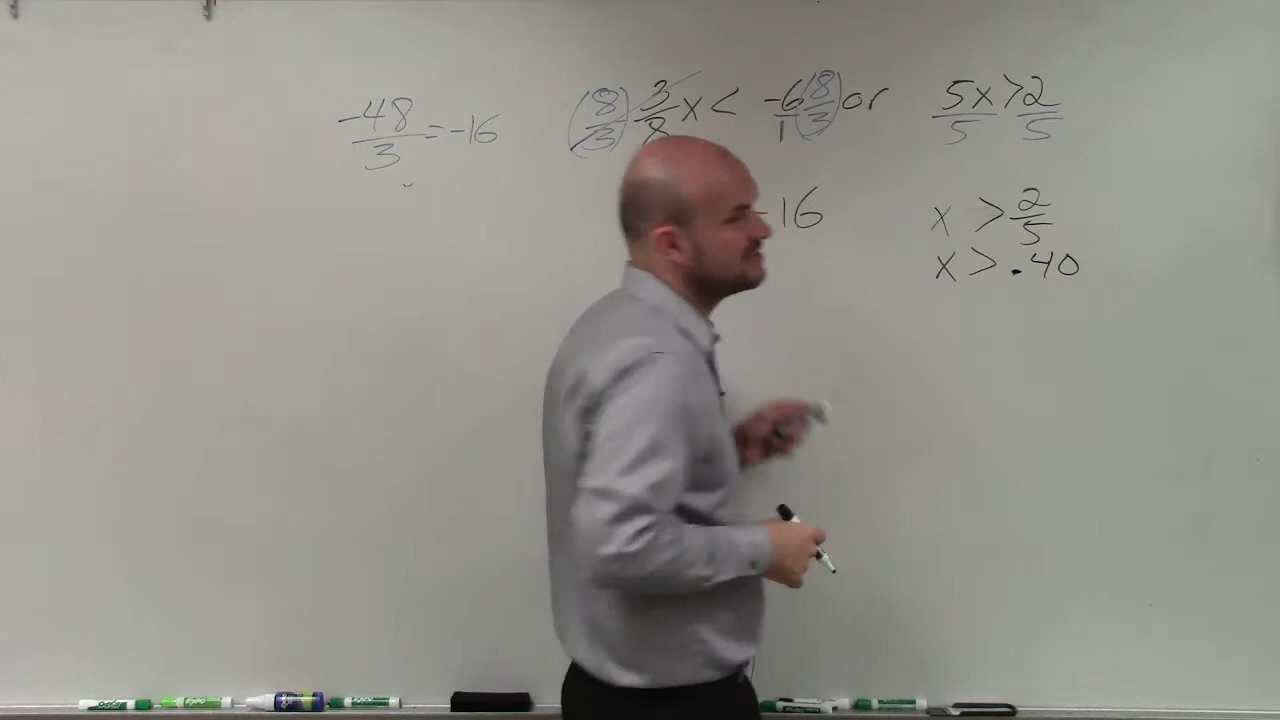 -48/3 = -16
(8/3) 3/8 x < -6/1 (8/3) or 5x/5 > 2/5
-16
x > 2/5
x > .40
EXPO